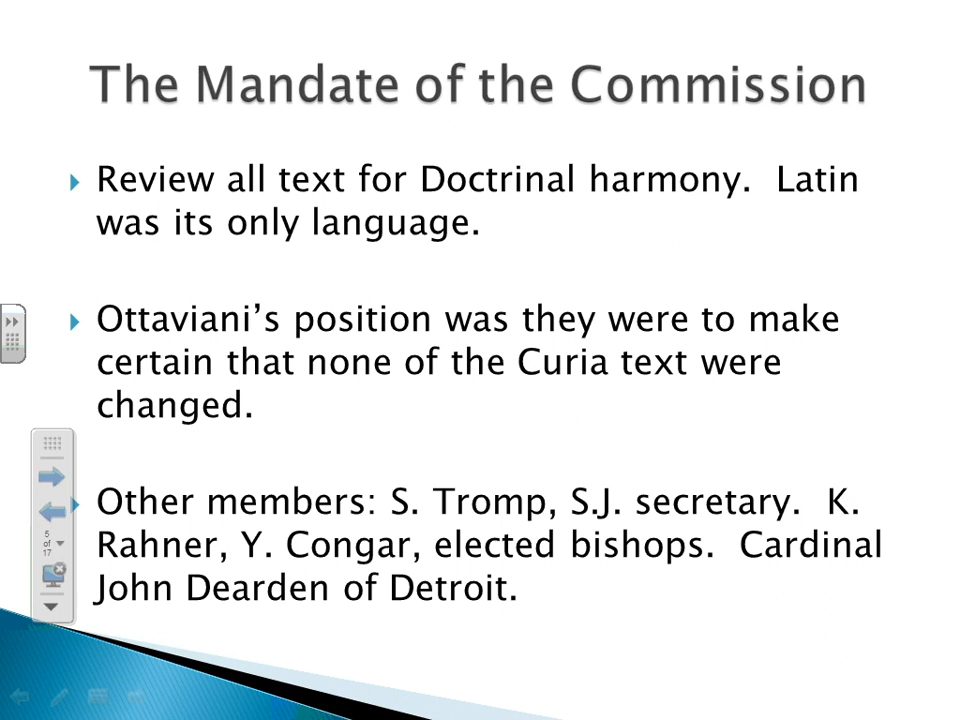 The Mandate of the Commission
Review all text for Doctrinal harmony.  Latin
was its only language.
Ottaviani's position was they were to make
certain that none of the Curia text were
changed.
Other members: S. Tromp, S.J. secretary.  K.
Rahner, Y. Congar, elected bishops.  Cardinal
John Dearden of Detroit.
5
of
17